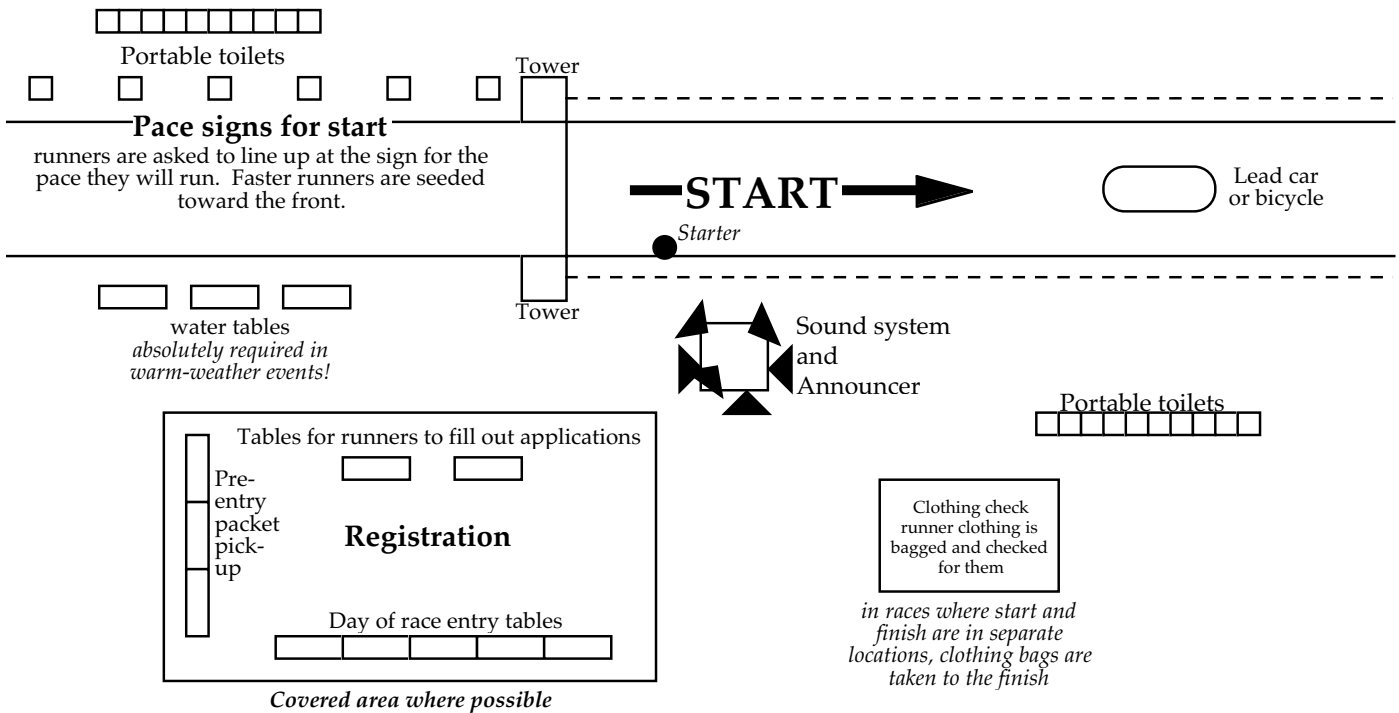 Portable toilets
Tower
Pace signs for start
runners are asked to line up at the sign for the
pace they will run.  Faster runners are seeded
toward the front.
START
Lead car
or bicycle
Starter
Tower
water tables
absolutely required in
warm-weather events!
Sound system
and
Announcer
Portable toilets
Tables for runners to fill out applications
Pre-
entry
packet
pick-
up
Registration
Day of race entry tables
Covered area where possible
Clothing check
runner clothing is
bagged and checked
for them
in races where start and
finish are in separate
locations, clothing bags are
taken to the finish